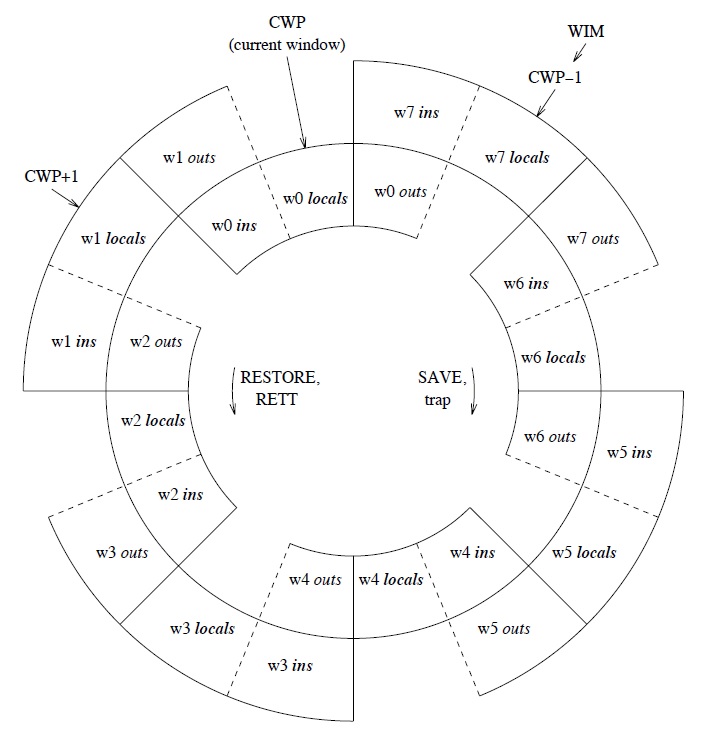 CWP
(current window)
WIM
CWP−1
w7 ins
w1 outs
w7 locals
CWP+1
w0 locals
w0 outs
w0 ins
w1 locals
w7 outs
w6 ins
w1 ins
w2 outs
w6 locals
RESTORE,
RETT
SAVE,
trap
w2 locals
w6 outs
w5 ins
w2 ins
w3 outs
w4 ins
w5 locals
w4 outs
w4 locals
w3 locals
w5 outs
w3 ins